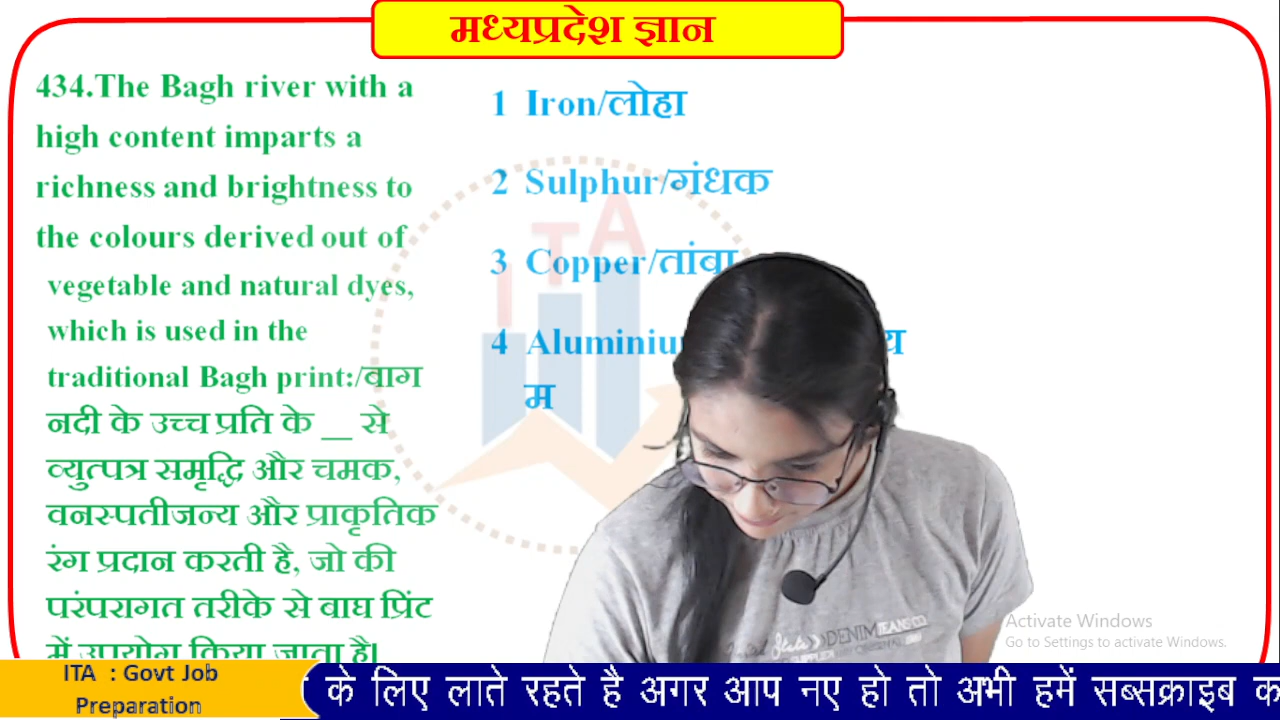 मध्यप्रदेश ज्ञान
434.The Bagh river with a
high content imparts a
richness and brightness to
the colours derived out of
vegetable and natural dyes,
which is used in the
traditional Bagh print:/वाग
नदी के उच्च प्रति के __ से
व्युत्पत्र समृद्धि और चमक,
वनस्पतीजन्य और प्राकृतिक
रंग प्रदान करती है, जो की
परंपरागत तरीके से बाघ प्रिंट
में उपयोग किया जाता है।
1 Iron/लोहा
2 Sulphur/गंधक
3 Copper/तांबा
4
म
ITA
DENIM
Activate Windows
Go to Settings to activate Windows.
ITA : Govt Job
Preparation
के लिए लाते रहते है अगर आप नए हो तो अभी हमें सब्सक्राइब